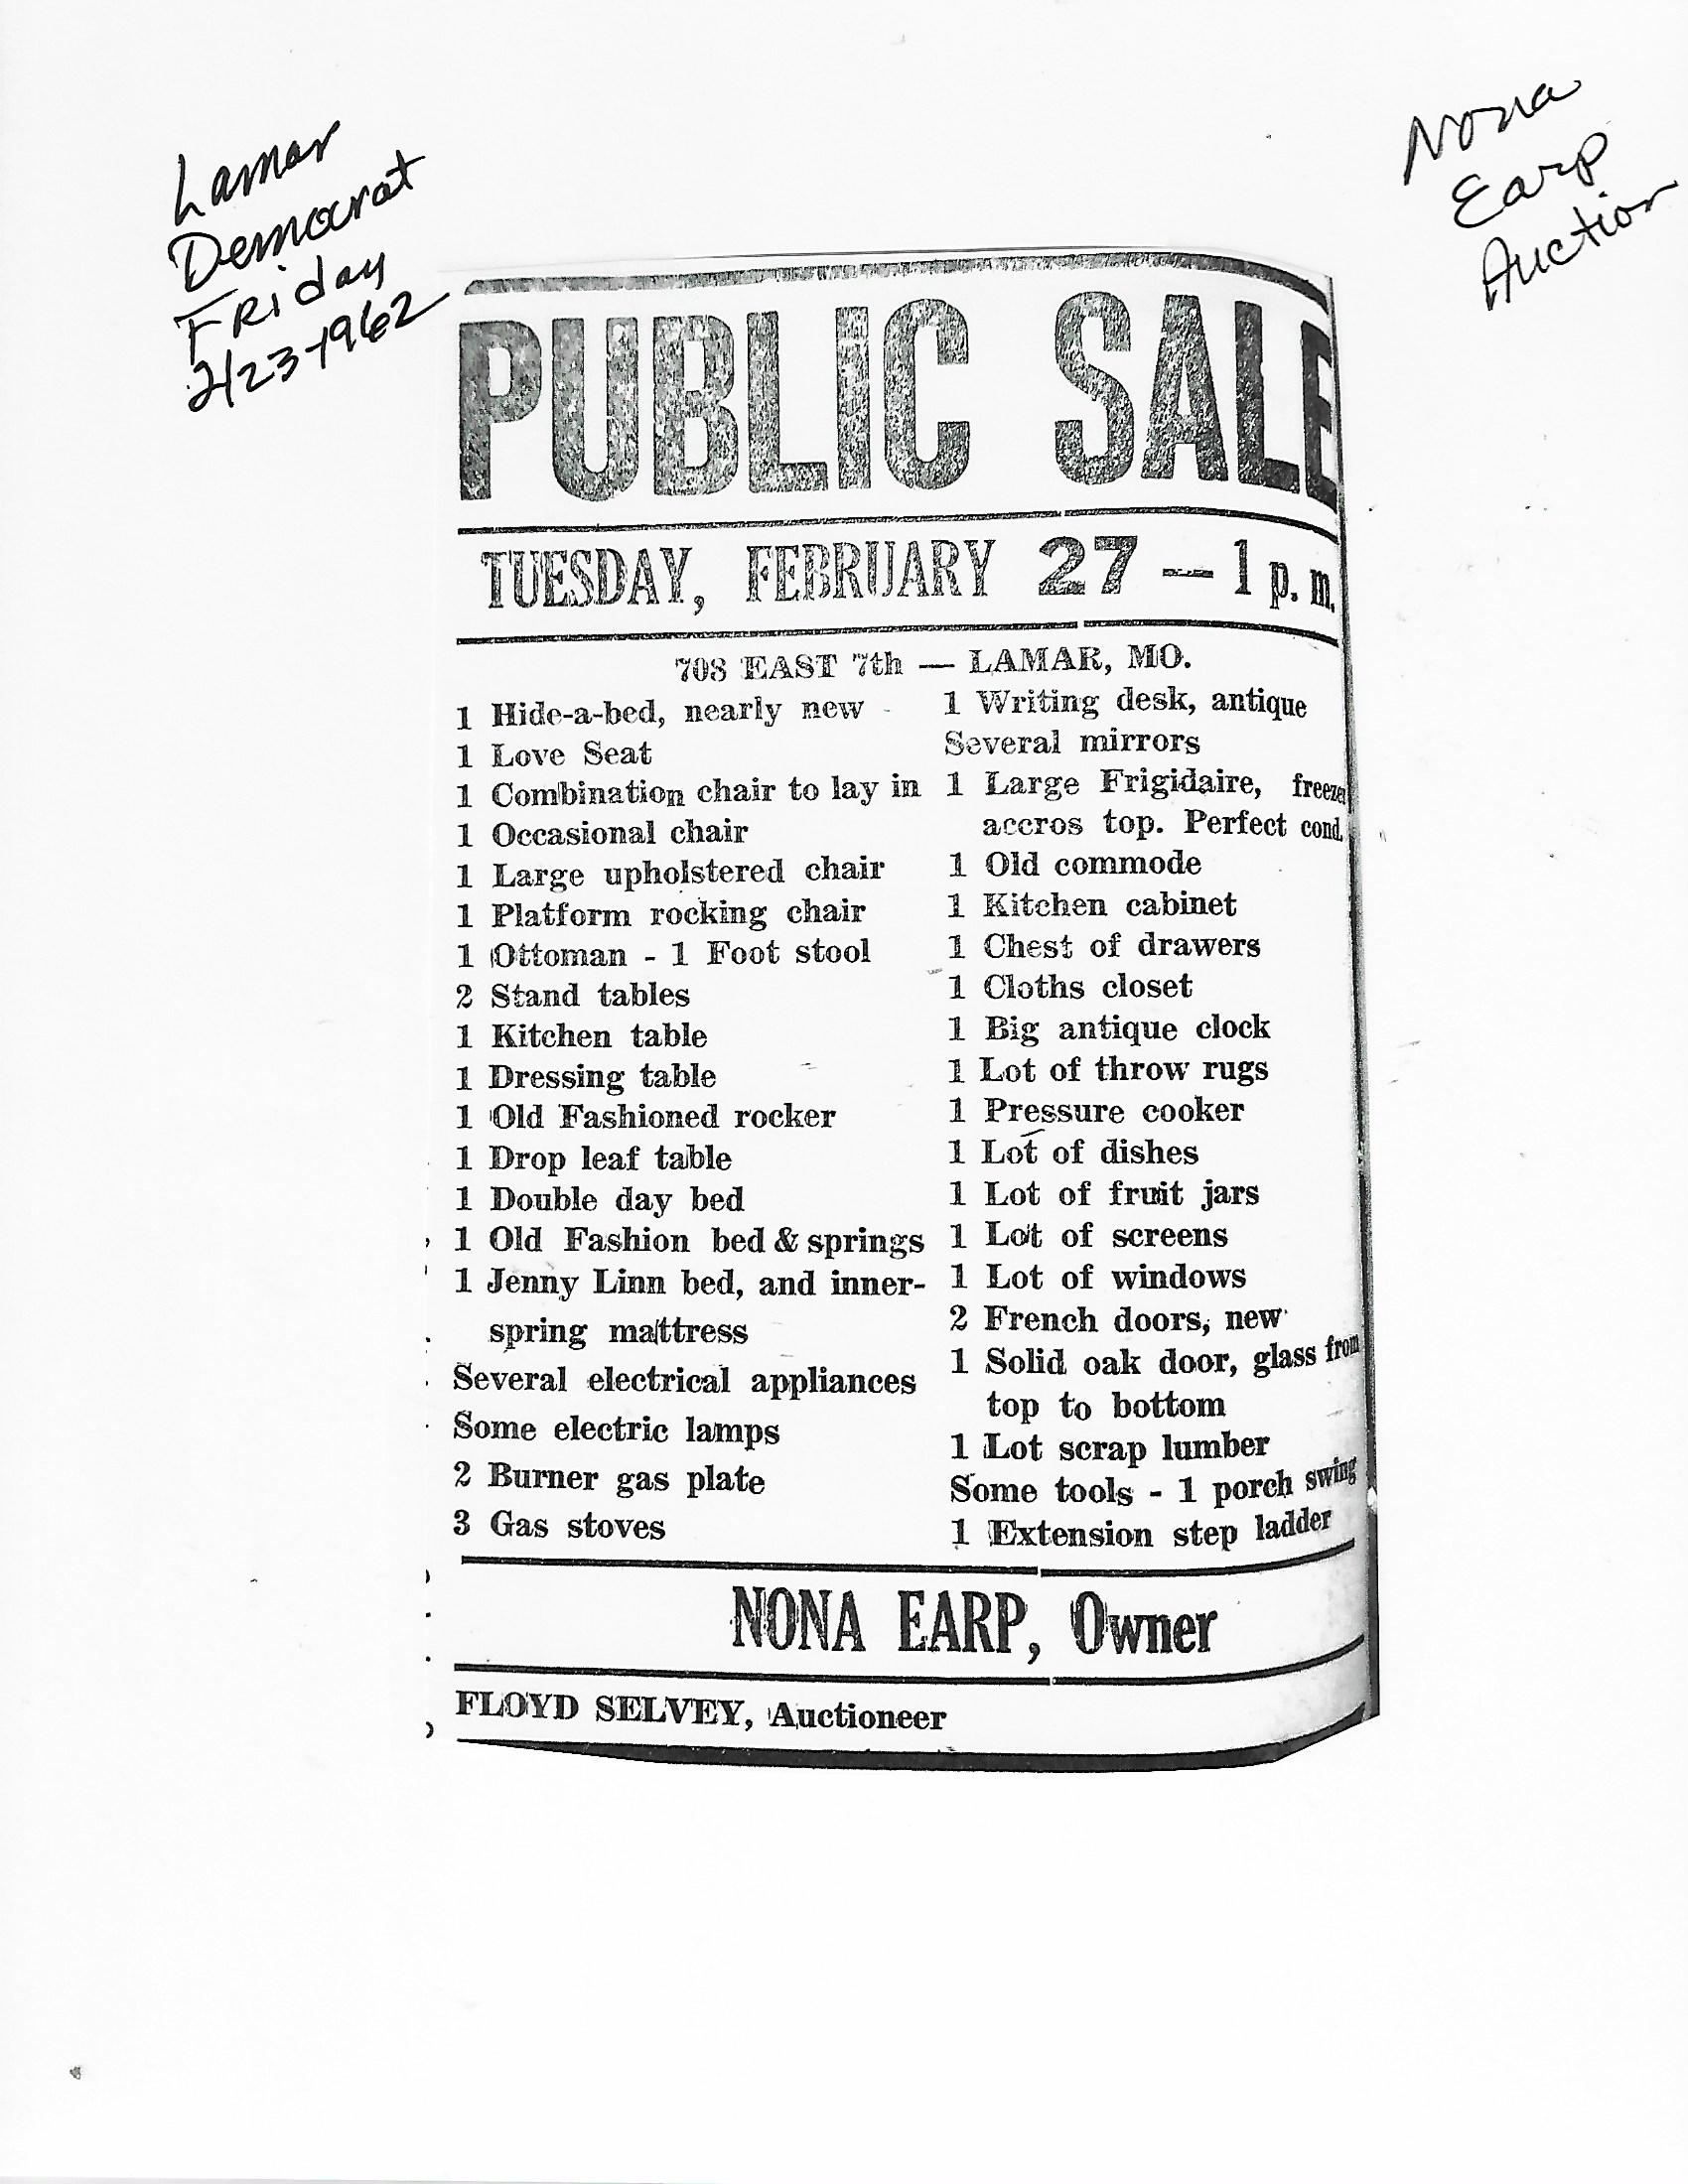 Lamar
Democrat
Friday
2/23-1962
Nona
Earp
Auction
PUBLIC SALE
TUESDAY, FEBRUARY 27 — 1 p. m.
708 EAST 7th — LAMAR, MO.
1 Hide-a-bed, nearly new
1 Love Seat
1 Combination chair to lay in
1 Occasional chair
1 Large upholstered chair
1 Platform rocking chair
1 Ottoman - 1 Foot stool
2 Stand tables
1 Kitchen table
1 Dressing table
1 Old Fashioned rocker
1 Drop leaf table
1 Double day bed
1 Old Fashion bed & springs
1 Jenny Linn bed, and inner-
spring mattress
Several electrical appliances
Some electric lamps
2 Burner gas plate
3 Gas stoves
1 Writing desk, antique
Several mirrors
1 Large Frigidaire, freezer
accros top. Perfect cond.
1 Old commode
1 Kitchen cabinet
1 Chest of drawers
1 Cloths closet
1 Big antique clock
1 Lot of throw rugs
1 Pressure cooker
1 Lot of dishes
1 Lot of fruit jars
1 Lot of screens
1 Lot of windows
2 French doors, new
1 Solid oak door, glass from
top to bottom
1 Lot scrap lumber
Some tools - 1 porch swing
1 Extension step ladder
NONA EARP, Owner
FLOYD SELVEY, Auctioneer